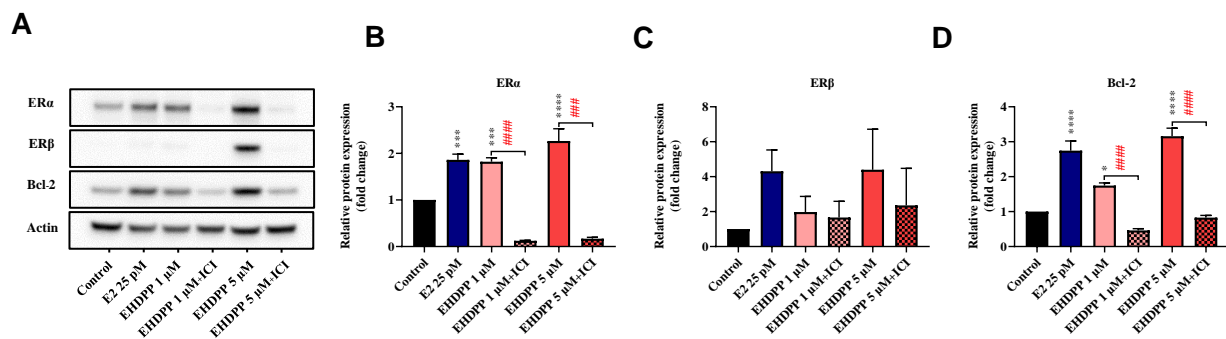 A
ERα
ERβ
Bcl-2
Actin
Control
E2 25 pM
EHDPP 1 µM
EHDPP 1 µM+ICI
EHDPP 5 µM
EHDPP 5 µM+ICI
B
ERα
Relative protein expression
(fold change)
3
2
1
0
***
***
####
****
###
Control
E2 25 pM
EHDPP 1 µM
EHDPP 1 µM+ICI
EHDPP 5 µM
EHDPP 5 µM+ICI
C
ERβ
Relative protein expression
(fold change)
8
6
4
2
0
Control
E2 25 pM
EHDPP 1 µM
EHDPP 1 µM+ICI
EHDPP 5 µM
EHDPP 5 µM+ICI
D
Bcl-2
Relative protein expression
(fold change)
4
3
2
1
0
****
*
####
****
####
Control
E2 25 pM
EHDPP 1 µM
EHDPP 1 µM+ICI
EHDPP 5 µM
EHDPP 5 µM+ICI